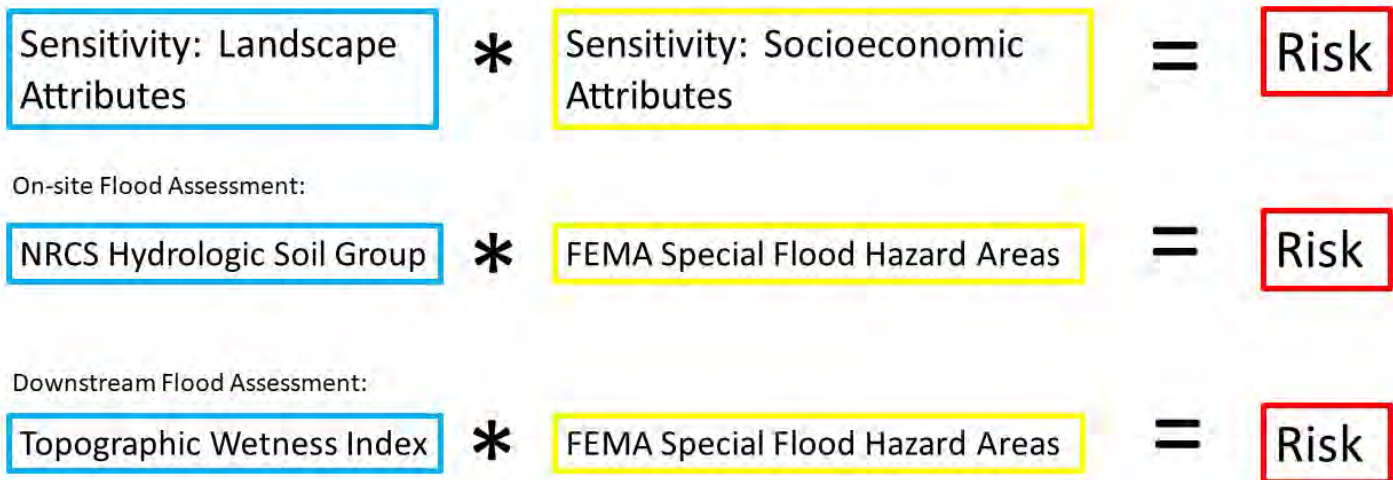 Sensitivity: Landscape * Sensitivity: Socioeconomic = Risk
Attributes Attributes
On-site Flood Assessment:
NRCS Hydrologic Soil Group * FEMA Special Flood Hazard Areas = Risk
Downstream Flood Assessment:
Topographic Wetness Index * FEMA Special Flood Hazard Areas = Risk